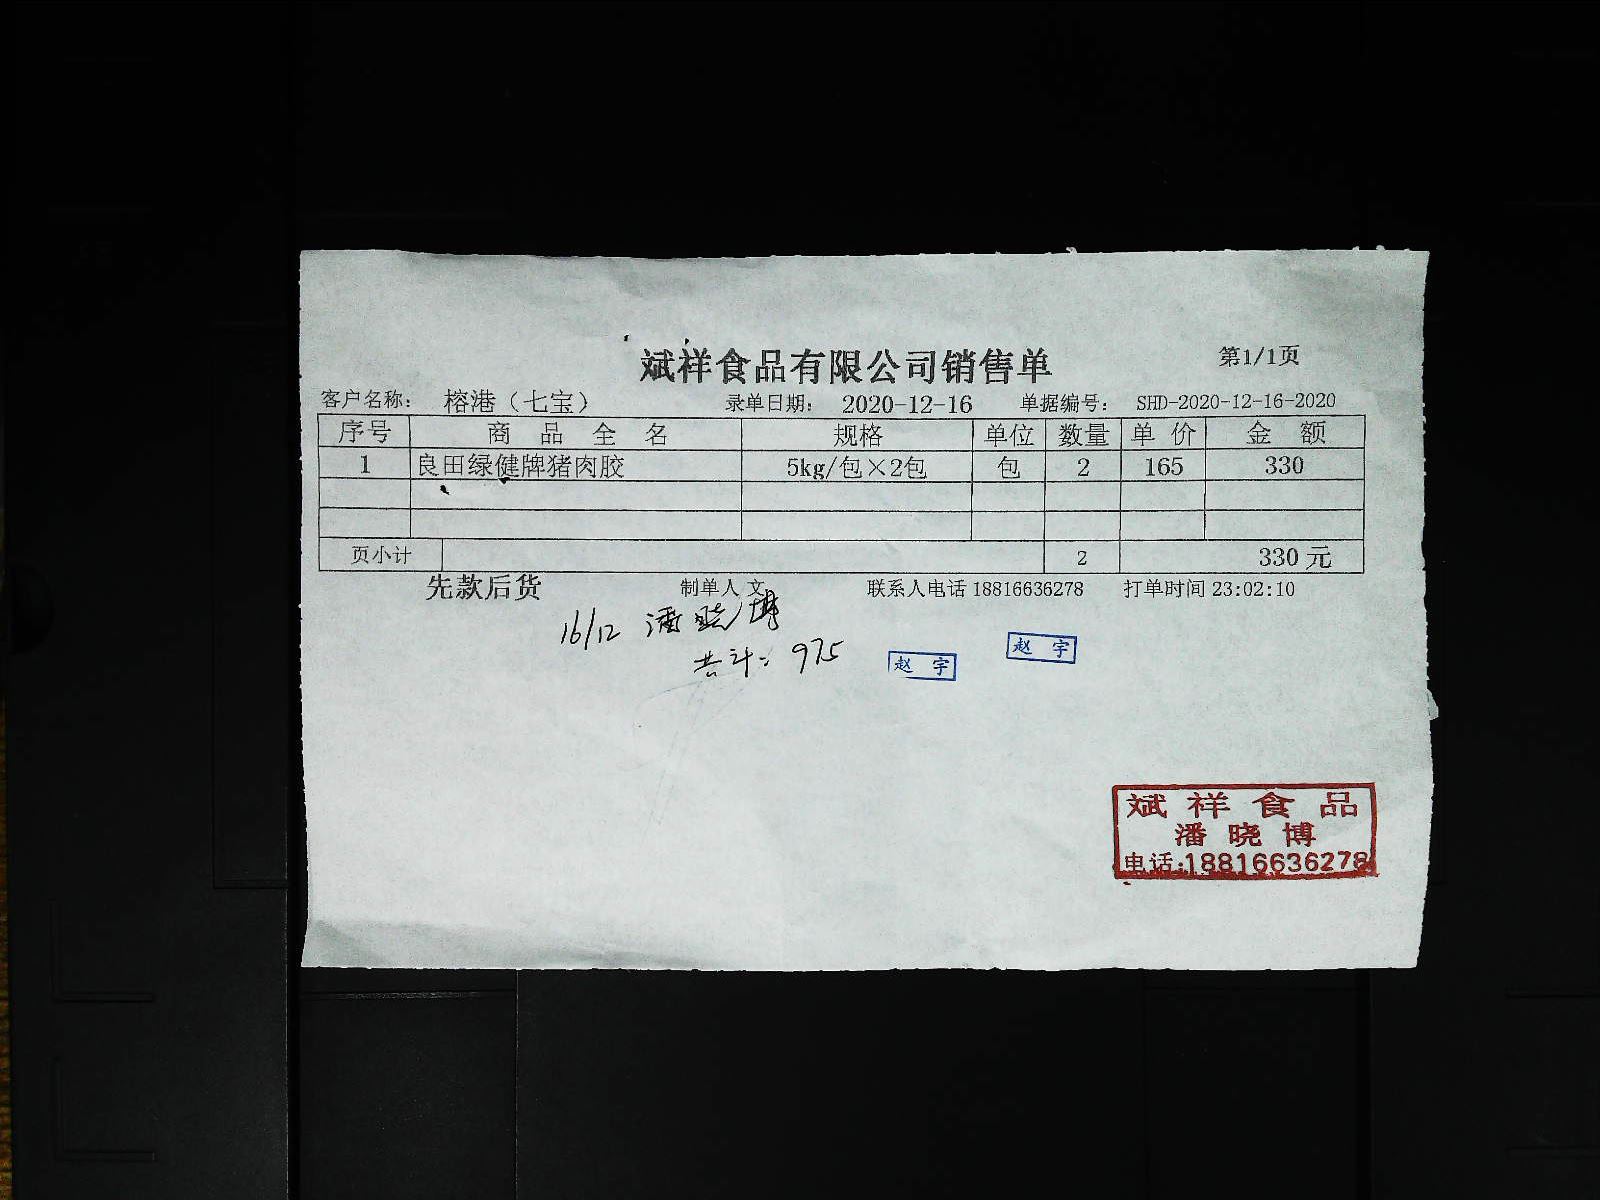 斌祥食品有限公司销售单 第1/1页
客户名称： 榕港（七宝） 录单日期： 2020-12-16 单据编号： SHD-2020-12-16-2020
序号 商品全名 规格 单位 数量 单价 金额
1 良田绿健牌猪肉胶 5kg/包×2包 包 2 165 330
页小计 2 330元
先款后货 制单人 文 联系人电话 18816636278 打单时间 23:02:10
16/12 潘晓博
共计：975
赵宇 赵宇
斌祥食品
潘晓博
电话:18816636278